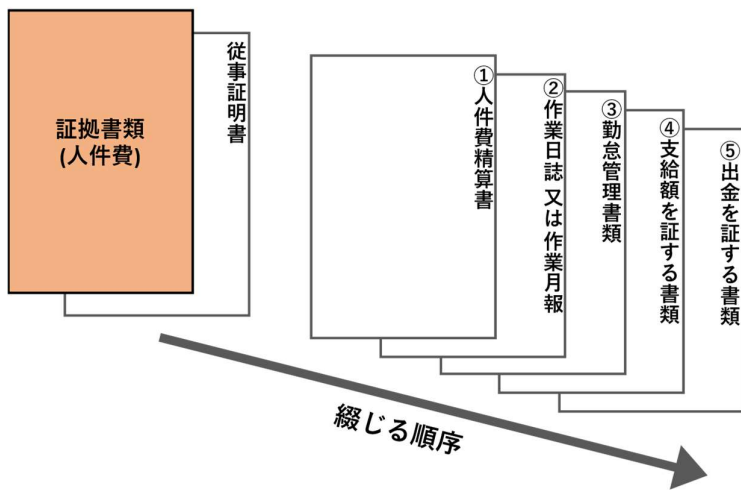 証拠書類
(人件費)
従事証明書
①人件費精算書
②作業日誌 又は 作業月報
③勤怠管理書類
④支給額を証する書類
⑤出金を証する書類
綴じる順序